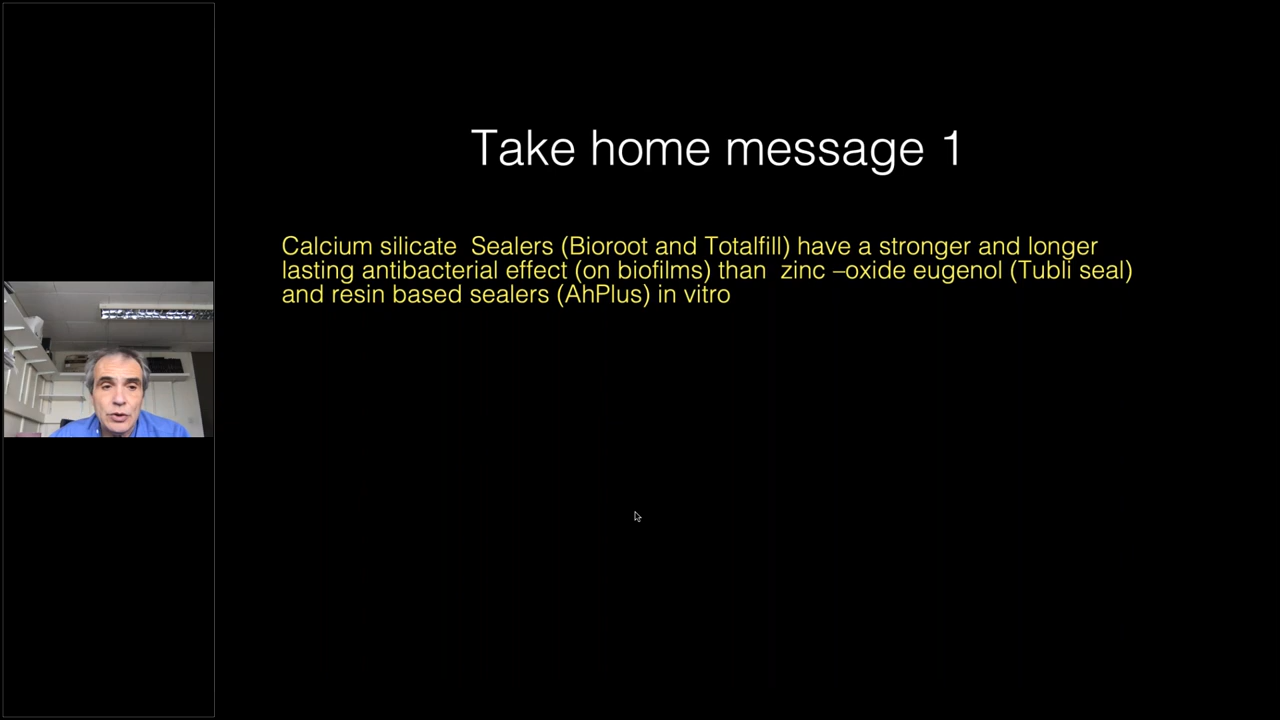 Take home message 1
Calcium silicate  Sealers (Bioroot and Totalfill) have a stronger and longer
lasting antibacterial effect (on biofilms) than  zinc –oxide eugenol (Tubli seal)
and resin based sealers (AhPlus) in vitro